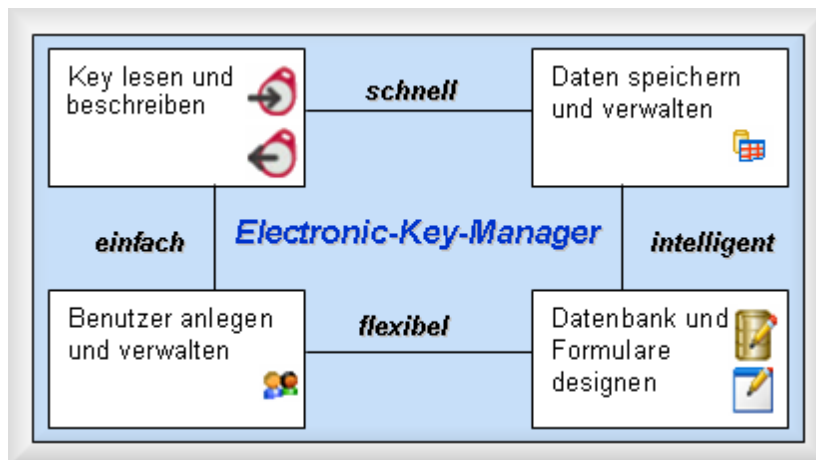 Key lesen und
beschreiben
schnell
Daten speichern
und verwalten
einfach
Electronic-Key-Manager
intelligent
Benutzer anlegen
und verwalten
flexibel
Datenbank und
Formulare
designen